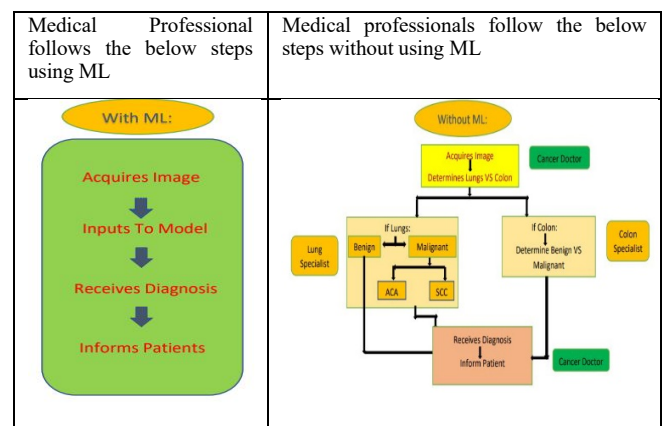 Medical Professional
follows the below steps
using ML
Medical professionals follow the below
steps without using ML
With ML:
Acquires Image
Inputs To Model
Receives Diagnosis
Informs Patients
Without ML:
Acquires Image
Determines Lungs VS Colon
Cancer Doctor
If Lungs:
Benign
Malignant
ACA
SCC
Lung
Specialist
If Colon:
Determine Benign VS
Malignant
Colon
Specialist
Receives Diagnosis
Inform Patient
Cancer Doctor